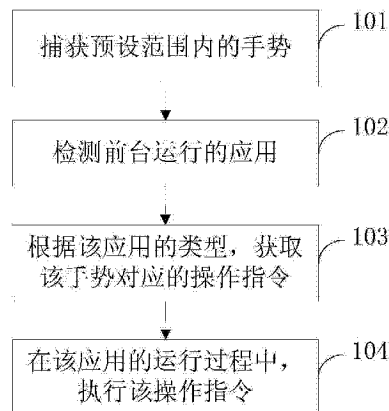 101
捕获预设范围内的手势
102
检测前台运行的应用
103
根据该应用的类型，获取
该手势对应的操作指令
104
在该应用的运行过程中，
执行该操作指令